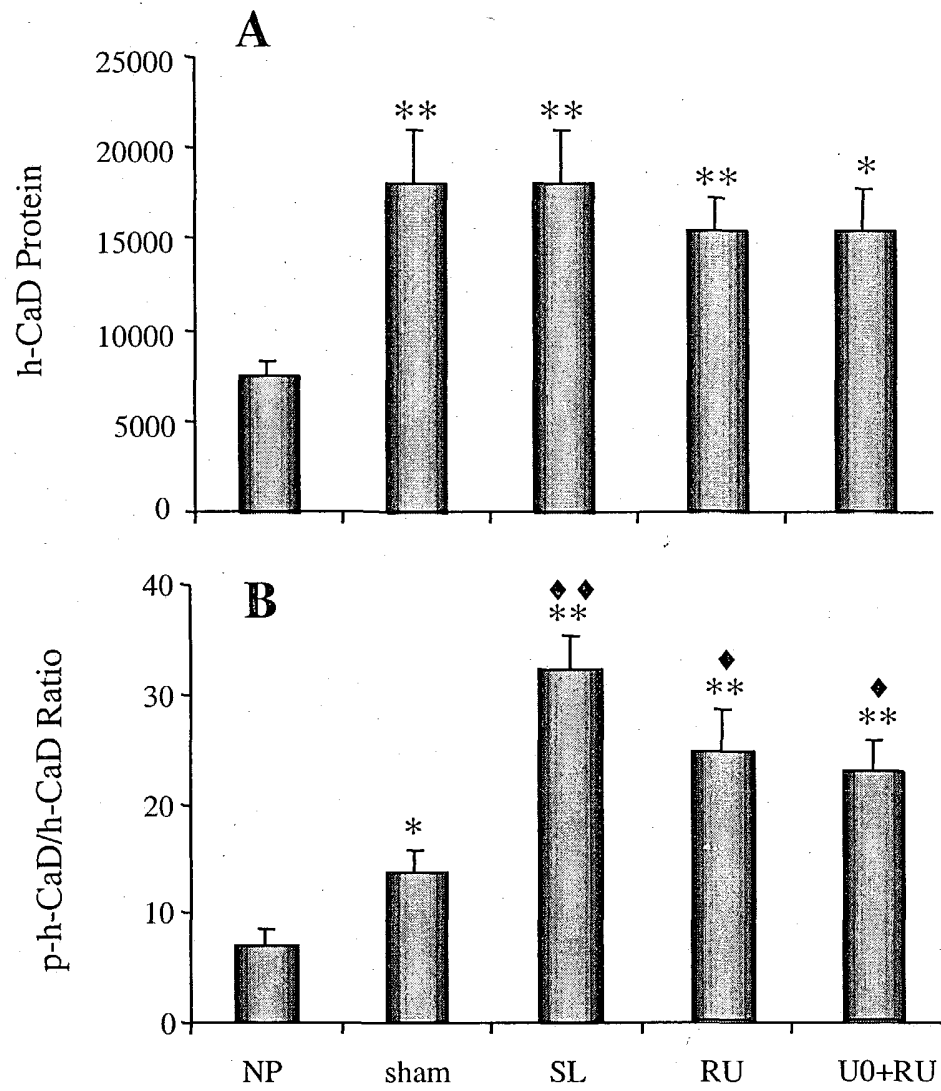 A
25000
20000
15000
10000
5000
0
h-CaD Protein
** ** ** *
B
40
30
20
10
0
p-h-CaD/h-CaD Ratio
♦♦ ♦ ♦
* ** ** **
NP sham SL RU U0+RU